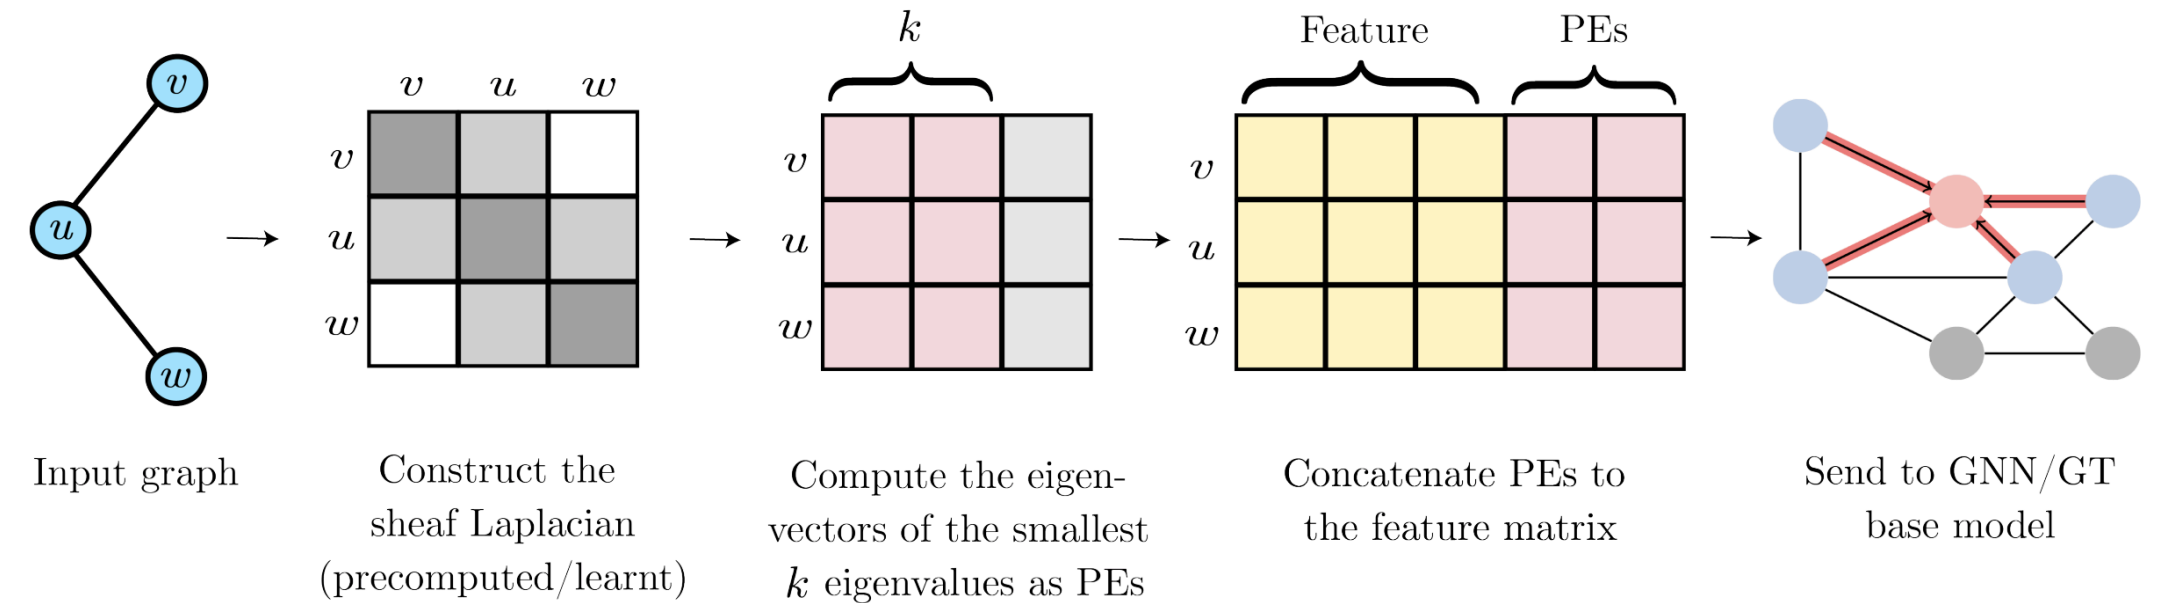 v
u
w
Input graph
v u w
v
u
w
Construct the
sheaf Laplacian
(precomputed/learnt)
k
v
u
w
Compute the eigen-
vectors of the smallest
k eigenvalues as PEs
Feature PEs
v
u
w
Concatenate PEs to
the feature matrix
Send to GNN/GT
base model